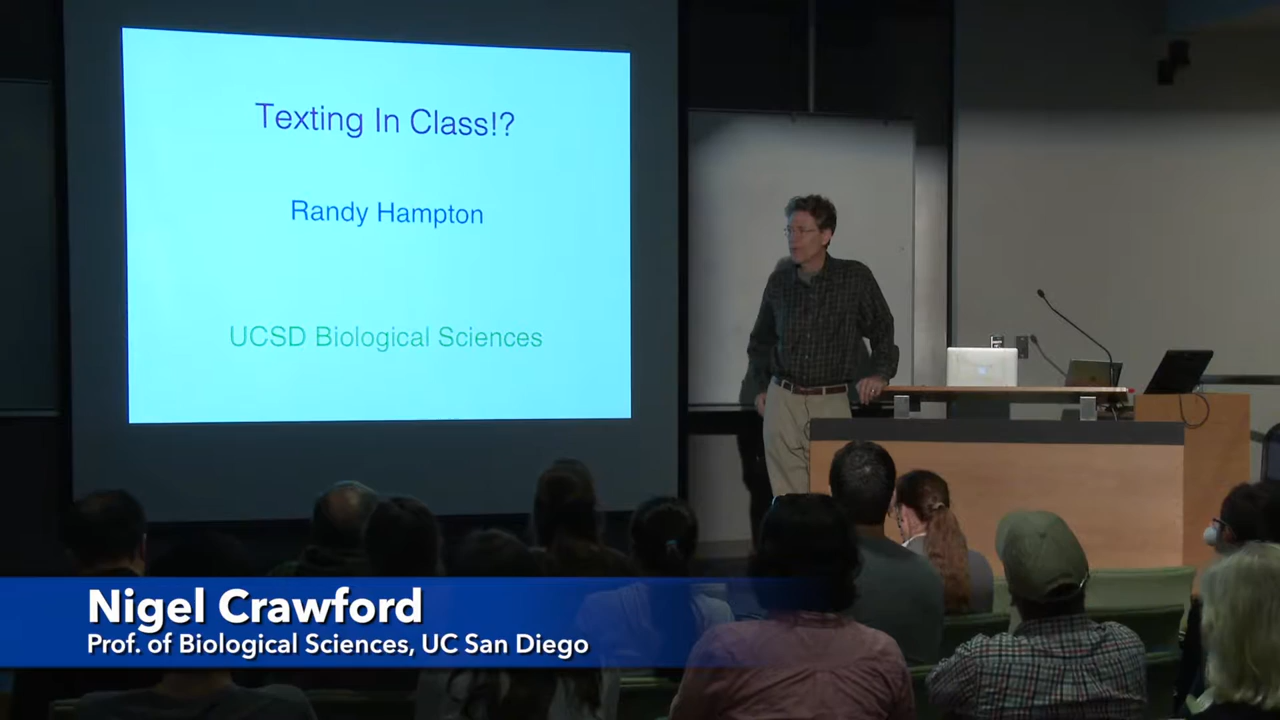 Texting In Class!?
Randy Hampton
UCSD Biological Sciences
Nigel Crawford
Prof. of Biological Sciences, UC San Diego